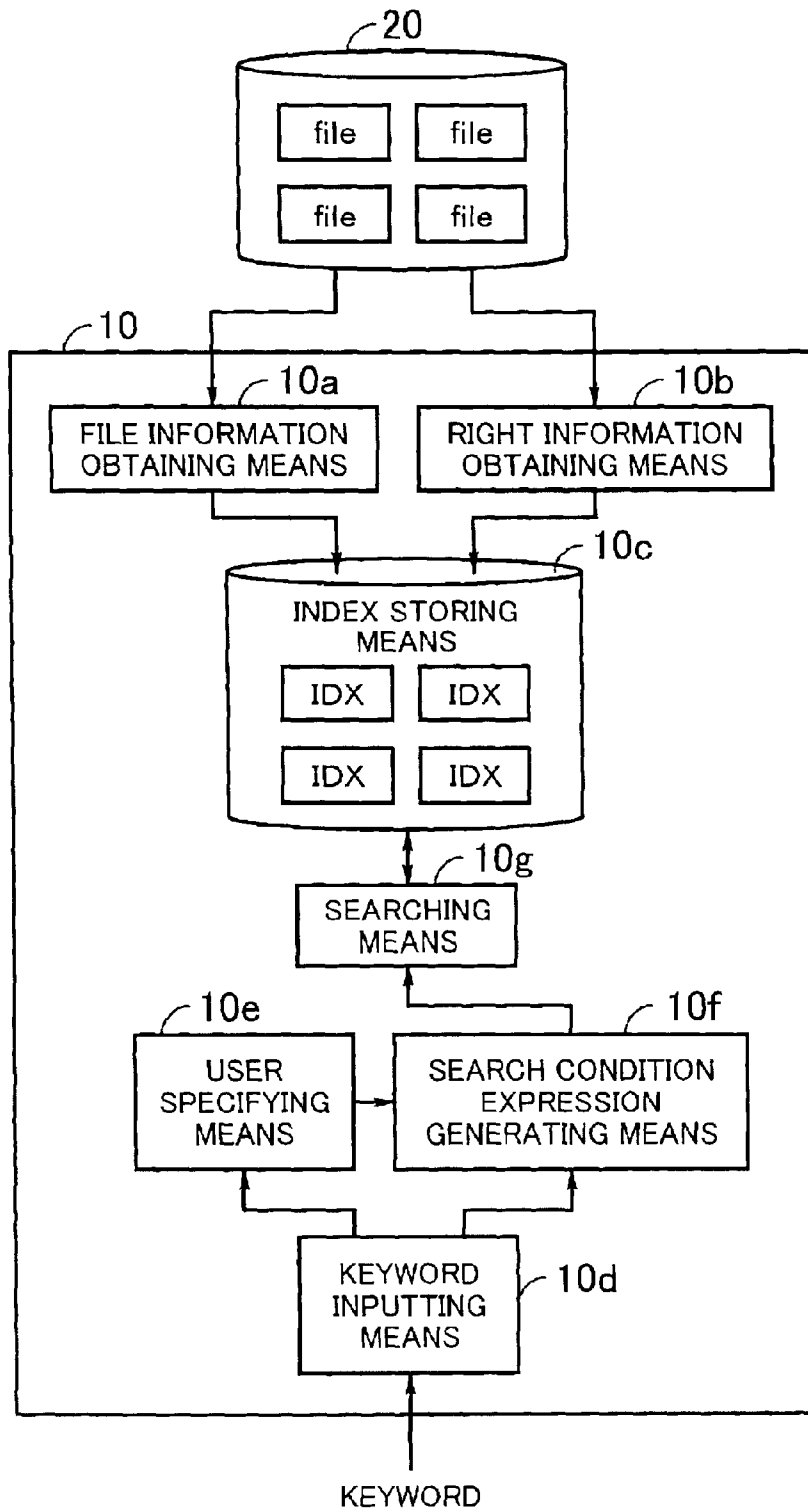 20
file file
file file
10
10a
10b
FILE INFORMATION
OBTAINING MEANS
RIGHT INFORMATION
OBTAINING MEANS
10c
INDEX STORING
MEANS
IDX IDX
IDX IDX
10g
SEARCHING
MEANS
10e
10f
USER
SPECIFYING
MEANS
SEARCH CONDITION
EXPRESSION
GENERATING MEANS
KEYWORD
INPUTTING
MEANS
10d
KEYWORD